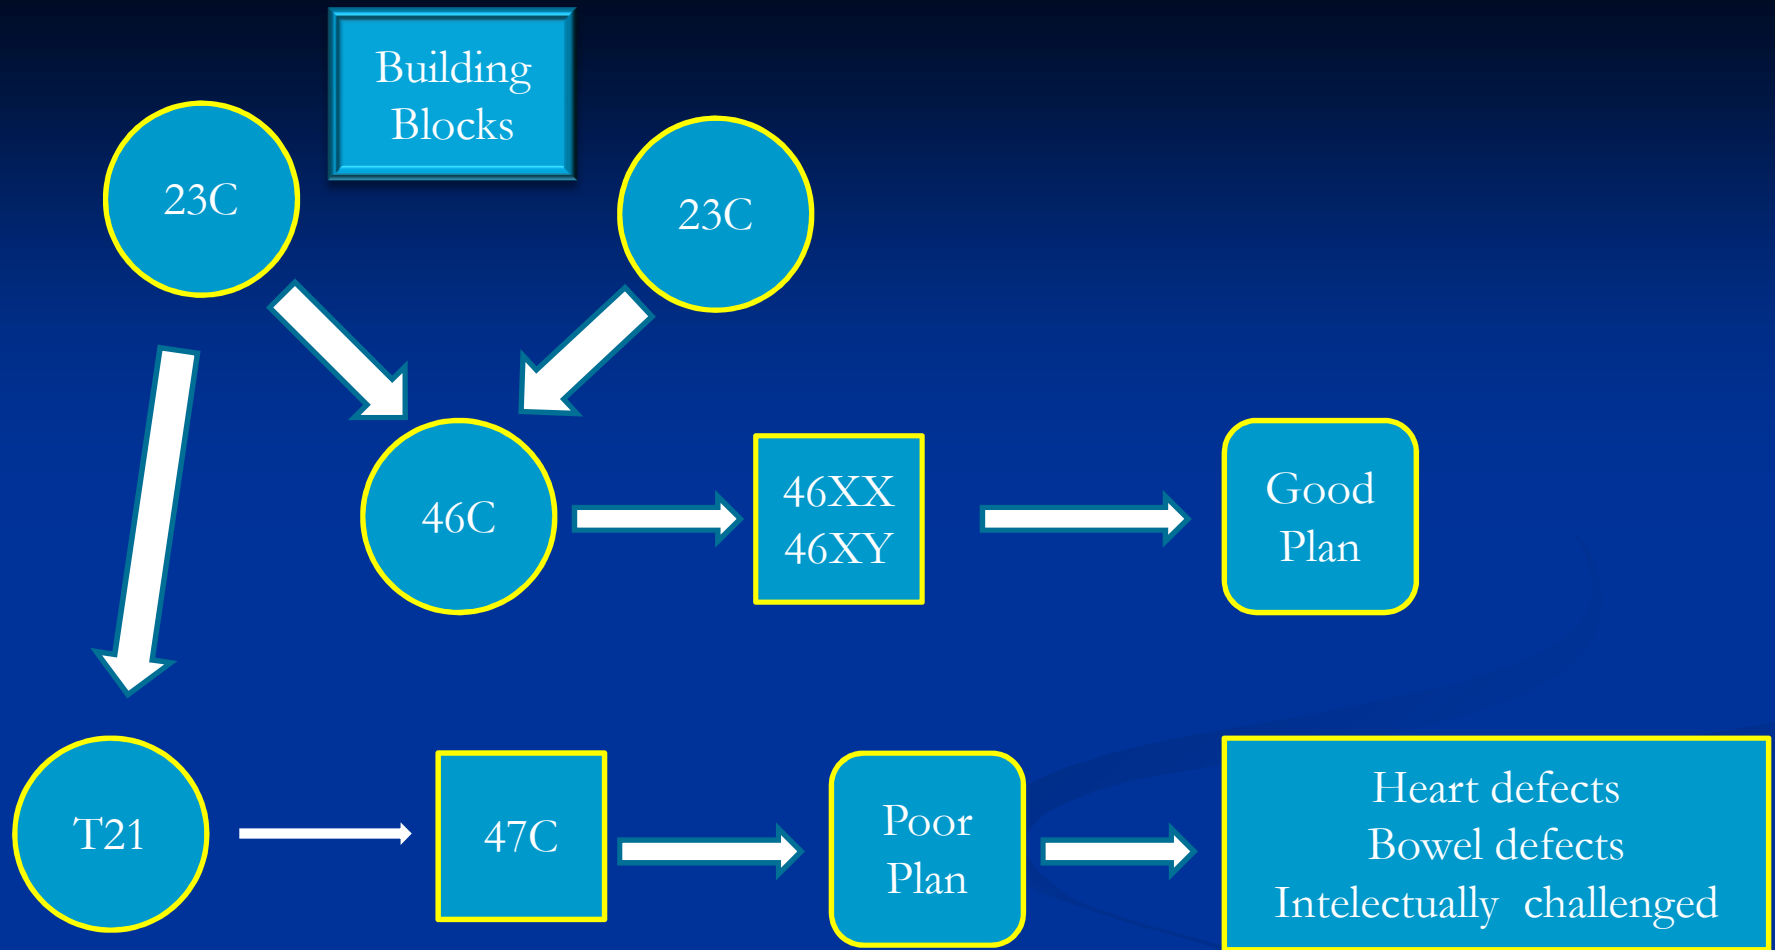 Building
Blocks
23C
23C
46C
46XX
46XY
Good
Plan
T21
47C
Poor
Plan
Heart defects
Bowel defects
Intelectually challenged